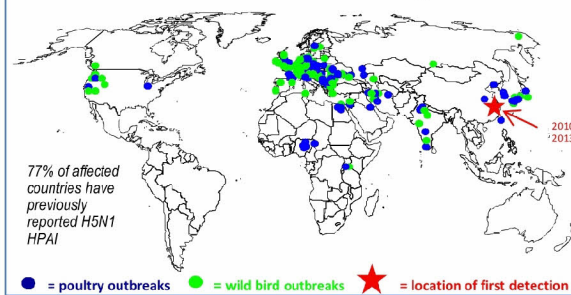 2010
2013
77% of affected
countries have
previously
reported H5N1
HPAI
= poultry outbreaks = wild bird outbreaks = location of first detection